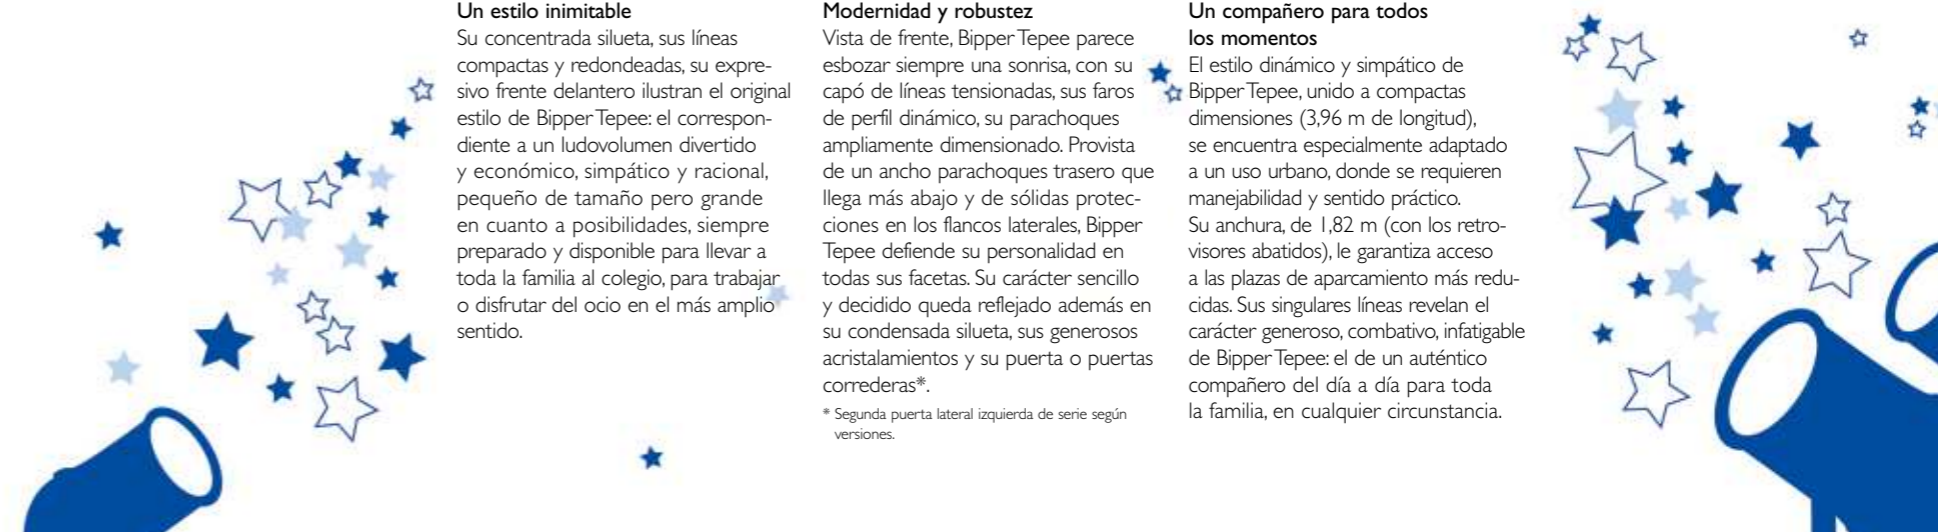 Un estilo inimitable
Su concentrada silueta, sus líneas
compactas y redondeadas, su expre-
sivo frente delantero ilustran el original
estilo de Bipper Tepee: el correspon-
diente a un ludovolumen divertido
y económico, simpático y racional,
pequeño de tamaño pero grande
en cuanto a posibilidades, siempre
preparado y disponible para llevar a
toda la familia al colegio, para trabajar
o disfrutar del ocio en el más amplio
sentido.
Modernidad y robustez
Vista de frente, Bipper Tepee parece
esbozar siempre una sonrisa, con su
capó de líneas tensionadas, sus faros
de perfil dinámico, su parachoques
ampliamente dimensionado. Provista
de un ancho parachoques trasero que
llega más abajo y de sólidas protec-
ciones en los flancos laterales, Bipper
Tepee defiende su personalidad en
todas sus facetas. Su carácter sencillo
y decidido queda reflejado además en
su condensada silueta, sus generosos
acristalamientos y su puerta o puertas
correderas*.
* Segunda puerta lateral izquierda de serie según
versiones.
Un compañero para todos
los momentos
El estilo dinámico y simpático de
Bipper Tepee, unido a compactas
dimensiones (3,96 m de longitud),
se encuentra especialmente adaptado
a un uso urbano, donde se requieren
manejabilidad y sentido práctico.
Su anchura, de 1,82 m (con los retro-
visores abatidos), le garantiza acceso
a las plazas de aparcamiento más redu-
cidas. Sus singulares líneas revelan el
carácter generoso, combativo, infatigable
de Bipper Tepee: el de un auténtico
compañero del día a día para toda
la familia, en cualquier circunstancia.